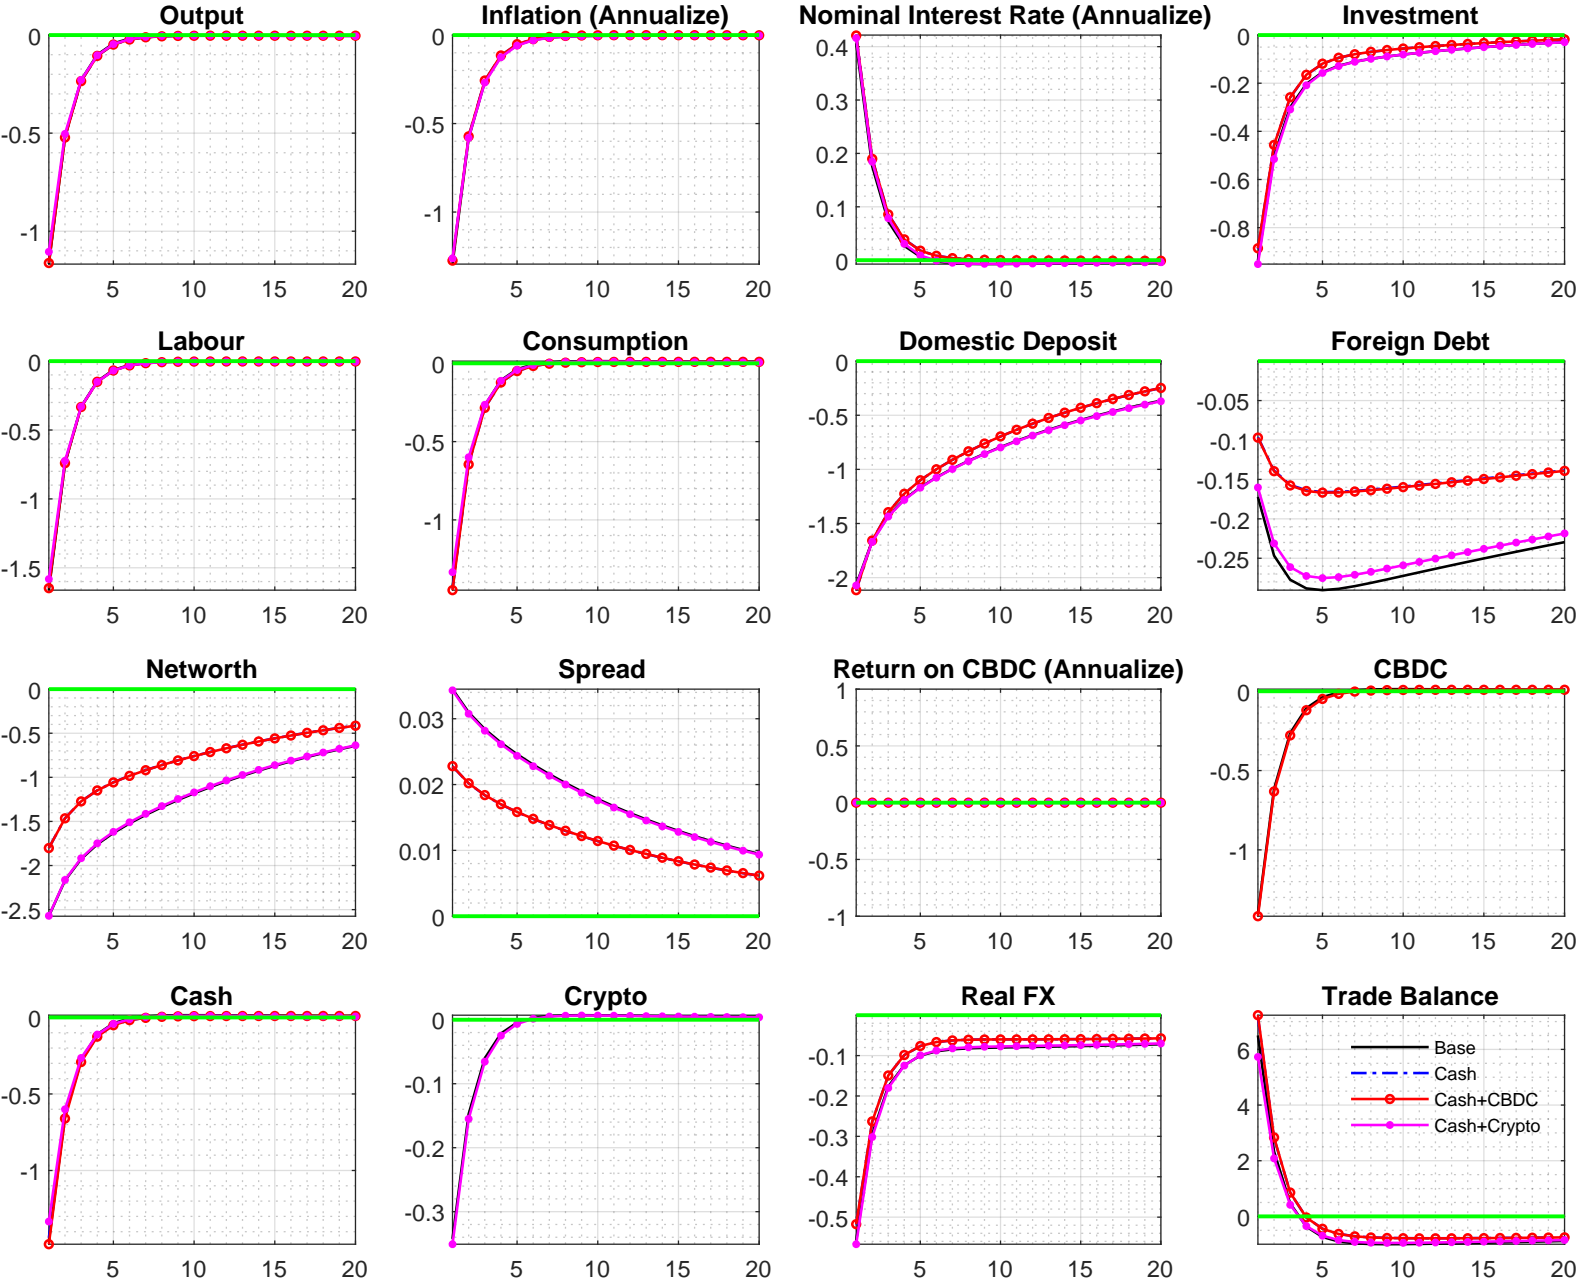 Output
0
-0.5
-1
5 10 15 20
Inflation (Annualize)
0
-0.5
-1
5 10 15 20
Nominal Interest Rate (Annualize)
0.4
0.3
0.2
0.1
0
5 10 15 20
Investment
0
-0.2
-0.4
-0.6
-0.8
5 10 15 20
Labour
0
-0.5
-1
-1.5
5 10 15 20
Consumption
0
-0.5
-1
5 10 15 20
Domestic Deposit
0
-0.5
-1
-1.5
-2
5 10 15 20
Foreign Debt
-0.05
-0.1
-0.15
-0.2
-0.25
5 10 15 20
Networth
0
-0.5
-1
-1.5
-2
-2.5
5 10 15 20
Spread
0.03
0.02
0.01
0
5 10 15 20
Return on CBDC (Annualize)
1
0.5
0
-0.5
-1
5 10 15 20
CBDC
0
-0.5
-1
5 10 15 20
Cash
0
-0.5
-1
5 10 15 20
Crypto
0
-0.1
-0.2
-0.3
5 10 15 20
Real FX
-0.1
-0.2
-0.3
-0.4
-0.5
5 10 15 20
Trade Balance
6
4
2
0
Base
Cash
Cash+CBDC
Cash+Crypto
5 10 15 20